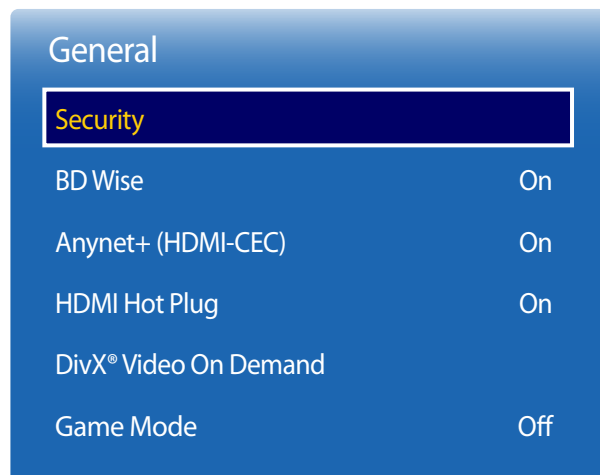 General
Security
BD Wise On
Anynet+ (HDMI-CEC) On
HDMI Hot Plug On
DivX® Video On Demand
Game Mode Off